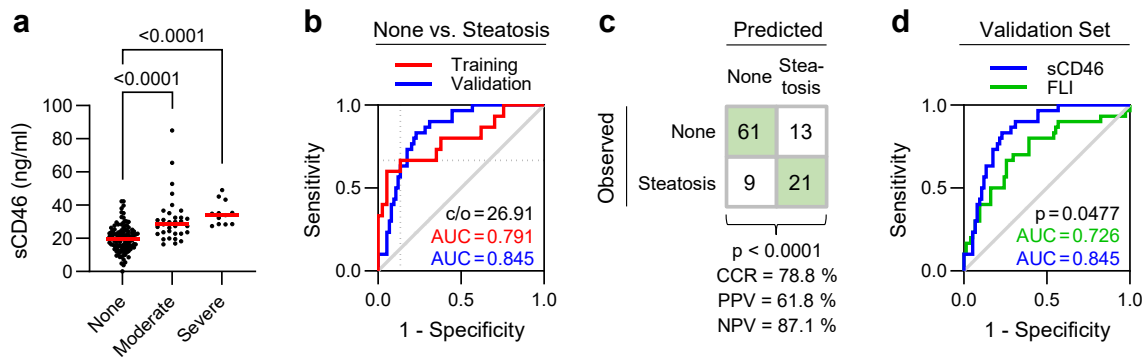 a
<0.0001
<0.0001
sCD46 (ng/ml)
100
80
60
40
20
0
None
Moderate
Severe
b
None vs. Steatosis
Training
Validation
Sensitivity
1.0
0.5
0.0
c/o = 26.91
AUC = 0.791
AUC = 0.845
0.0 0.5 1.0
1 - Specificity
c
Predicted
None
Stea-
tosis
Observed
None 61 13
Steatosis 9 21
p < 0.0001
CCR = 78.8 %
PPV = 61.8 %
NPV = 87.1 %
d
Validation Set
sCD46
FLI
Sensitivity
1.0
0.5
0.0
p = 0.0477
AUC = 0.726
AUC = 0.845
0.0 0.5 1.0
1 - Specificity